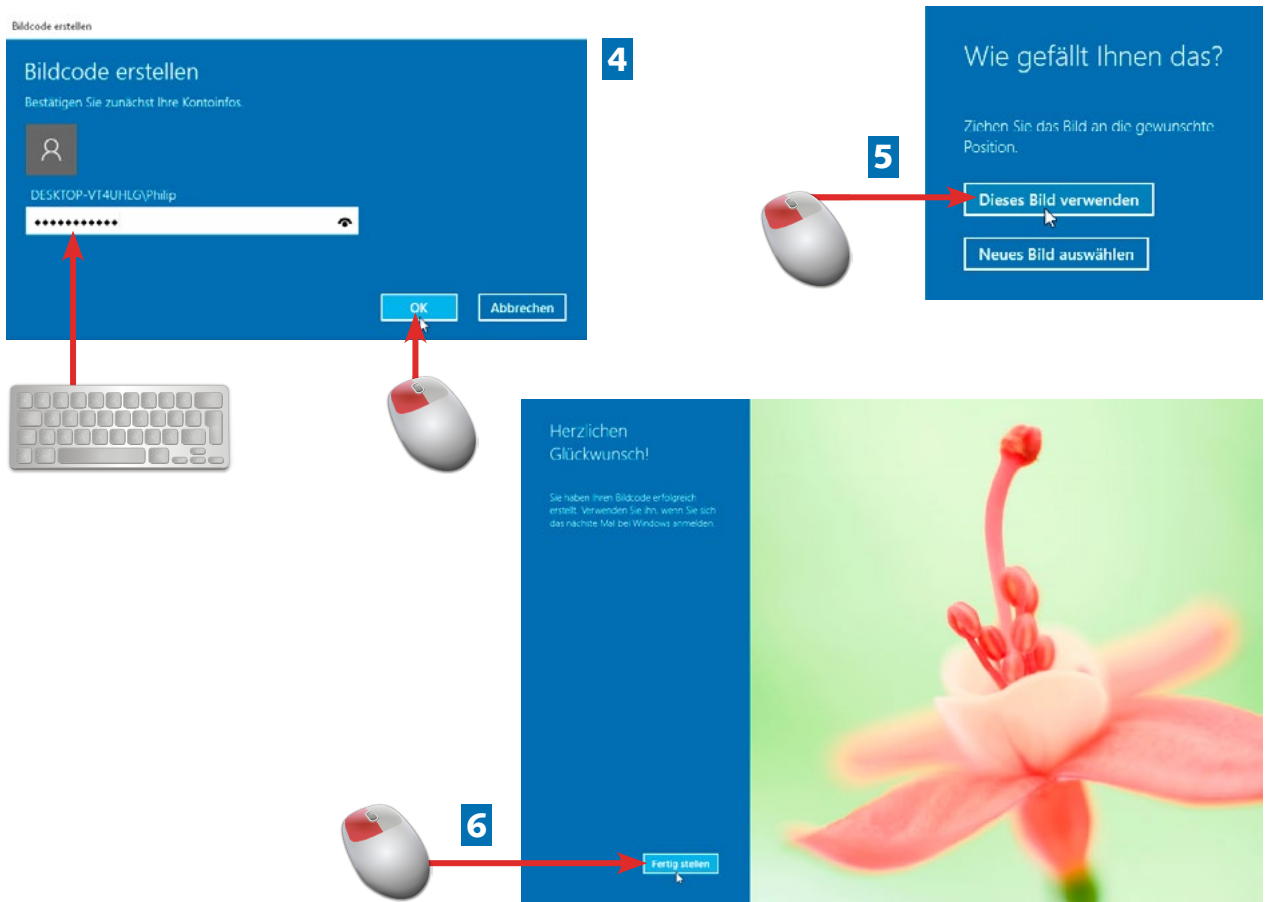 Bildcode erstellen
Bildcode erstellen
Bestätigen Sie zunächst Ihre Kontoinfos.
DESKTOP-VT4UHLG\Philip
OK
Abbrechen
4
Wie gefällt Ihnen das?
Ziehen Sie das Bild an die gewünschte
Position.
5
Dieses Bild verwenden
Neues Bild auswählen
Herzlichen
Glückwunsch!
Sie haben Ihren Bildcode erfolgreich
erstellt. Verwenden Sie ihn, wenn Sie sich
das nächste Mal bei Windows anmelden.
6
Fertig stellen